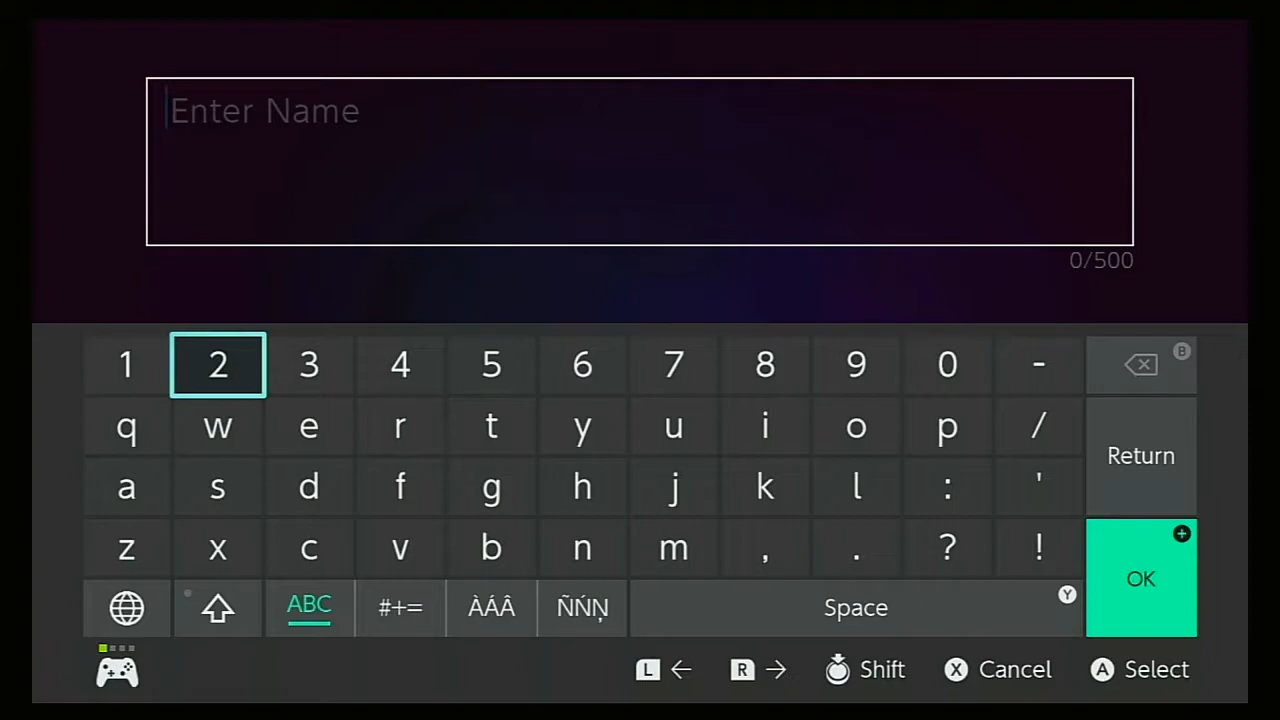 Enter Name
0/500
1 2 3 4 5 6 7 8 9 0 - B
q w e r t y u i o p / Return
a s d f g h j k l : '
z x c v b n m , . ? ! OK
ABC #+= ÀÁÂ ÑŃŅ Space Y
L ← R → Shift X Cancel A Select